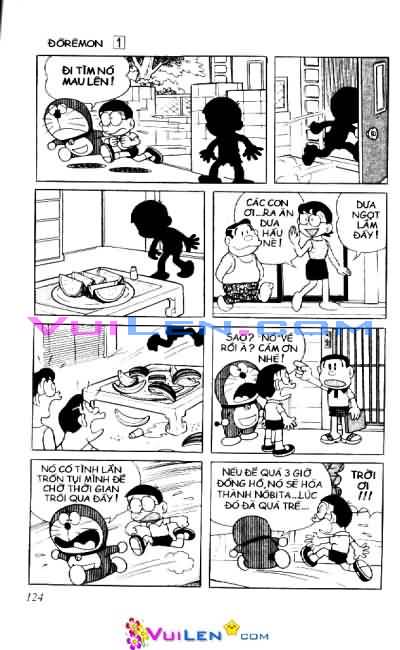 ĐÔRÊMON 1
ĐI TÌM NÓ
MAU LÊN!
CÁC CON
ƠI...RA ĂN
DƯA
HẤU
NÈ!
DƯA
NGỌT
LẮM
ĐẤY!
VuiLen.com
SAO? NÓ VỀ
RỒI À? CẢM ƠN
NHÉ!
NÓ CÓ TÌNH LẨN
TRỐN TỤI MÌNH ĐỂ
CHỜ THỜI GIAN
TRÔI QUA ĐẤY!
NẾU ĐỂ QUÁ 3 GIỜ
ĐỒNG HỒ, NÓ SẼ HÓA
THÀNH NÔBITA...LÚC
ĐÓ ĐÃ QUÁ TRỄ...
TRỜI
ƠI
!!!
124
VuiLen.com